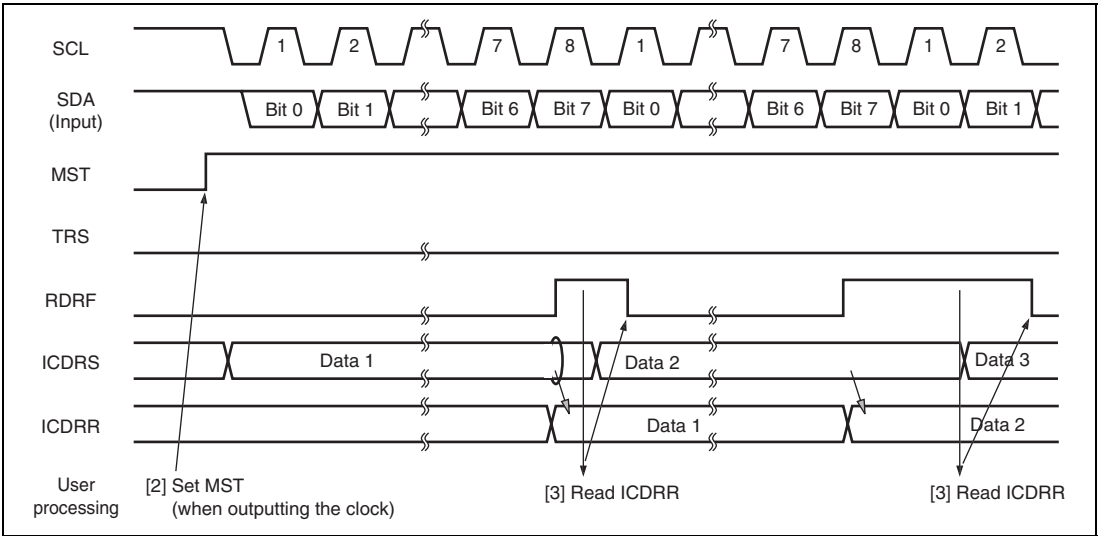 SCL 1 2 7 8 1 7 8 1 2
SDA
(Input)
Bit 0 Bit 1 Bit 6 Bit 7 Bit 0 Bit 6 Bit 7 Bit 0 Bit 1
MST
TRS
RDRF
ICDRS Data 1 Data 2 Data 3
ICDRR Data 1 Data 2
User
processing
[2] Set MST
(when outputting the clock)
[3] Read ICDRR
[3] Read ICDRR